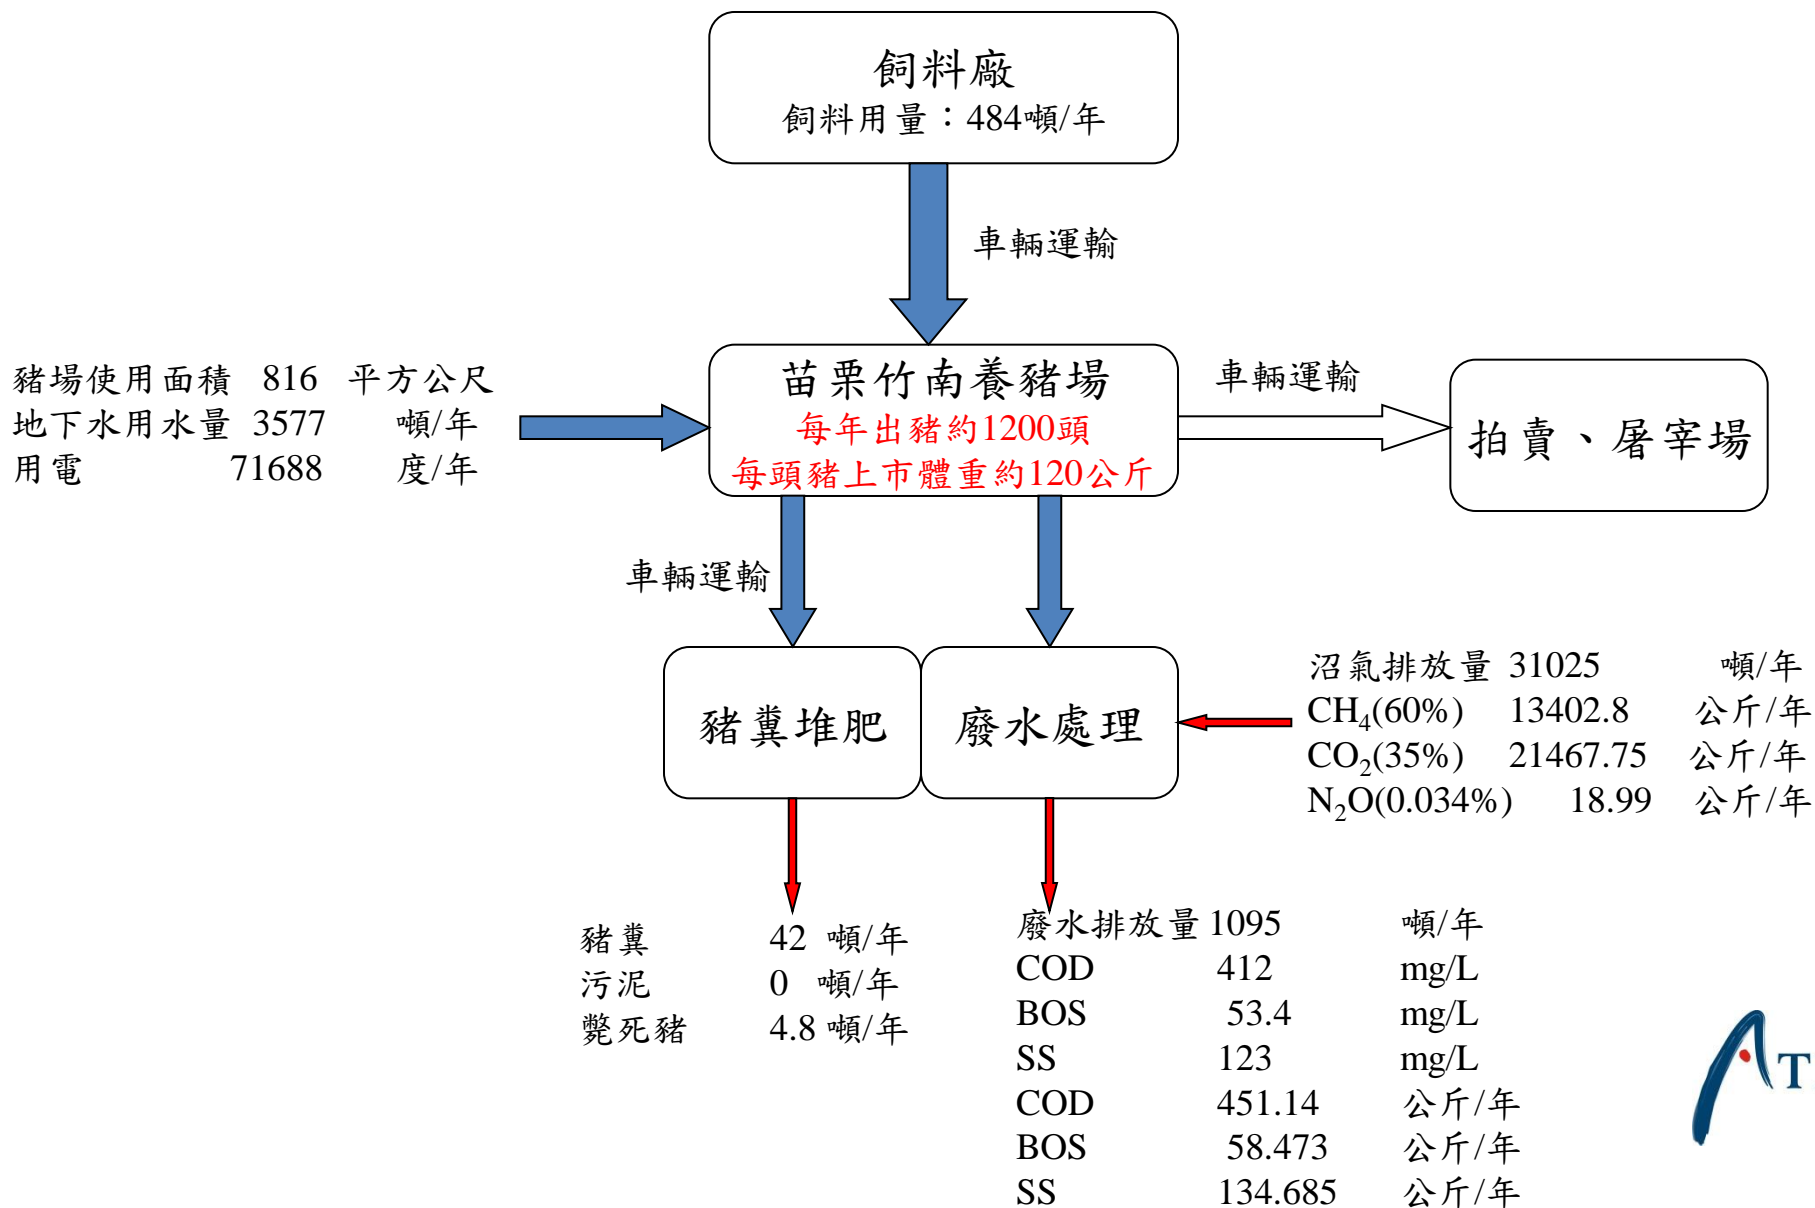 飼料廠
飼料用量：484噸/年
車輛運輸
豬場使用面積 816 平方公尺
地下水用水量 3577 噸/年
用電 71688 度/年
苗栗竹南養豬場
每年出豬約1200頭
每頭豬上市體重約120公斤
車輛運輸
拍賣、屠宰場
車輛運輸
豬糞堆肥
廢水處理
沼氣排放量 31025 噸/年
CH₄(60%) 13402.8 公斤/年
CO₂(35%) 21467.75 公斤/年
N₂O(0.034%) 18.99 公斤/年
豬糞 42 噸/年
污泥 0 噸/年
斃死豬 4.8 噸/年
廢水排放量 1095 噸/年
COD 412 mg/L
BOS 53.4 mg/L
SS 123 mg/L
COD 451.14 公斤/年
BOS 58.473 公斤/年
SS 134.685 公斤/年
AT